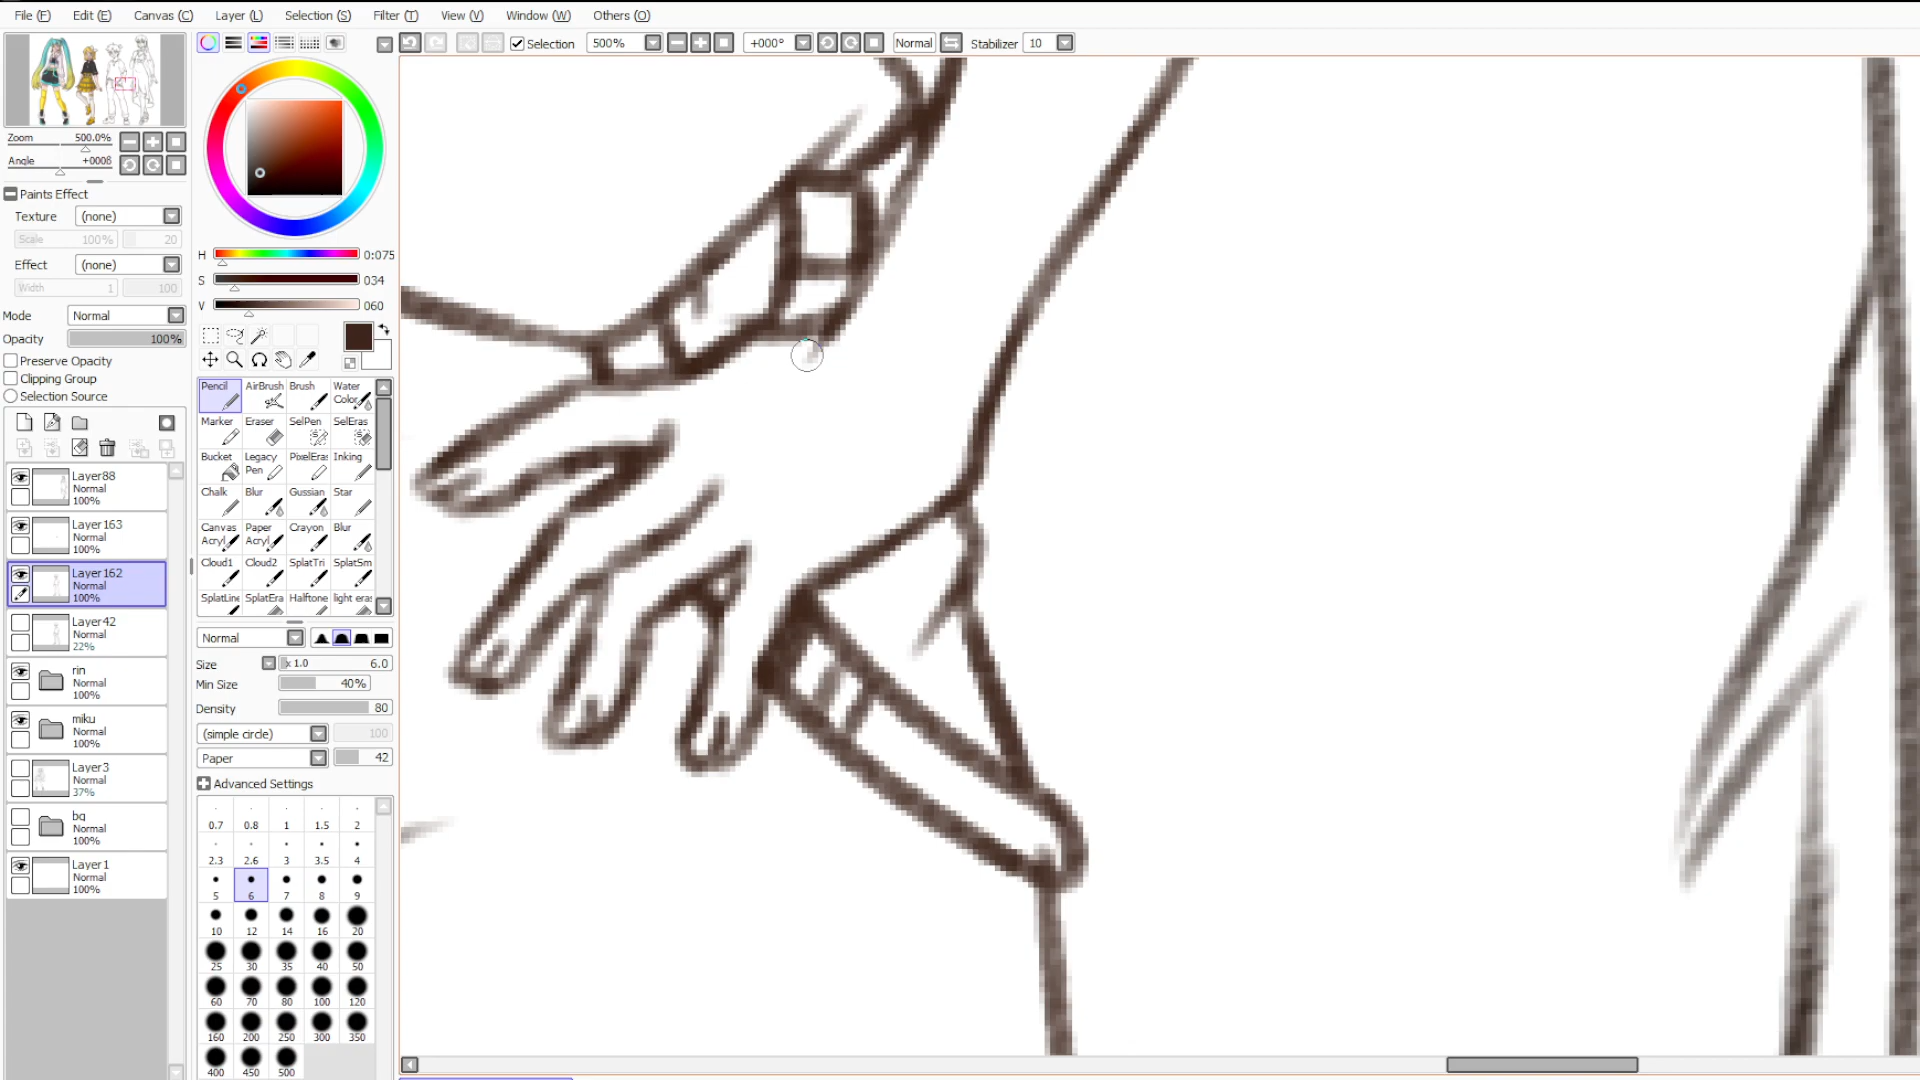 File (F) Edit (E) Canvas (C) Layer (L) Selection (S) Filter (T) View (V) Window (W) Others (O)
Selection 500% +000° Normal Stabilizer 10
Zoom 500.0%
Angle +000ß
Paints Effect
Texture (none)
Scale 100% 20
Effect (none)
Width 1 100
Mode Normal
Opacity 100%
Preserve Opacity
Clipping Group
Selection Source
Layer88
Normal
100%
Layer163
Normal
100%
Layer162
Normal
100%
Layer42
Normal
22%
rin
Normal
100%
miku
Normal
100%
Layer3
Normal
37%
bg
Normal
100%
Layer1
Normal
100%
H 0:075
S 034
V 060
Pencil AirBrush Brush Water Color
Marker Eraser SelPen SelEras
Bucket Legacy Pen PixelEras Inking
Chalk Blur Gussian Star
Canvas Acryl Paper Acryl Crayon Blur
Cloud1 Cloud2 SplatTri SplatSm
SplatLine SplatEra Halftone light eras
Normal
Size x 1.0 6.0
Min Size 40%
Density 80
(simple circle) 100
Paper 42
Advanced Settings
0.7 0.8 1 1.5 2
2.3 2.6 3 3.5 4
5 6 7 8 9
10 12 14 16 20
25 30 35 40 50
60 70 80 100 120
160 200 250 300 350
400 450 500